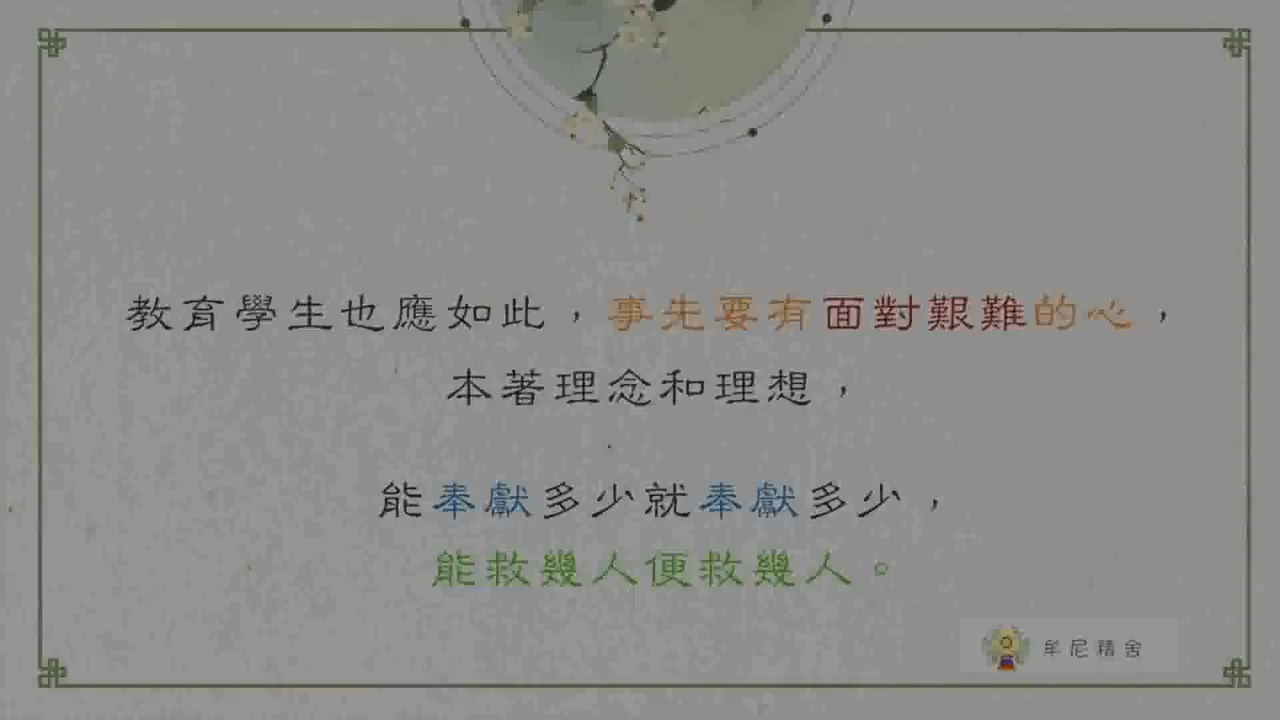 教育學生也應如此，事先要有面對艱難的心，
本著理念和理想，
能奉獻多少就奉獻多少，
能救幾人便救幾人。
牟尼精舍